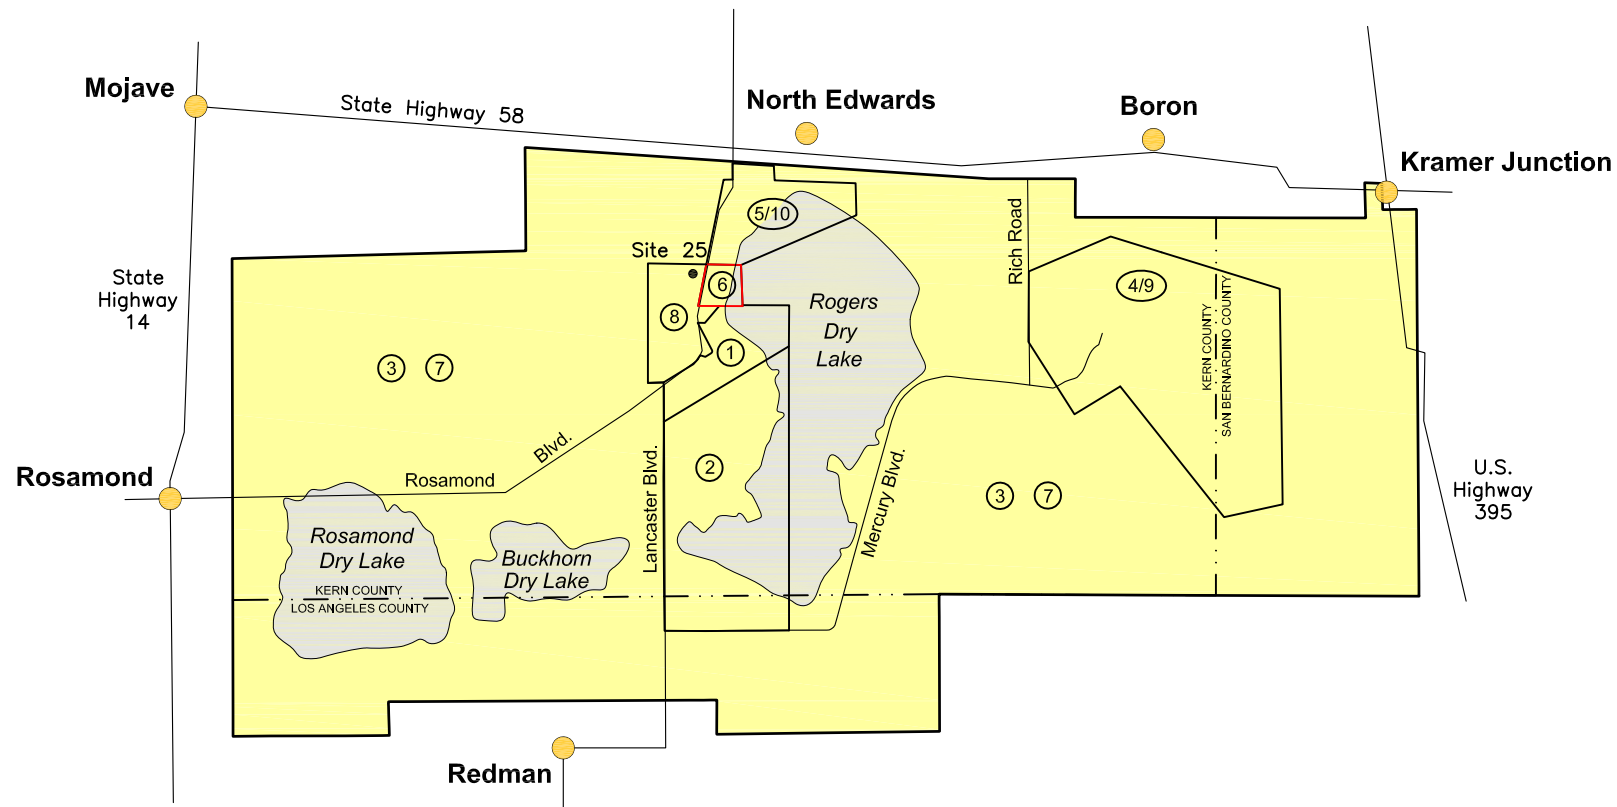 Mojave
State Highway 58
North Edwards
Boron
Kramer Junction
5/10
Site 25
Rich Road
State
Highway
14
6
4/9
8
Rogers
Dry
Lake
1
KERN COUNTY
SAN BERNARDINO COUNTY
3
7
Blvd.
Rosamond
Rosamond
Lancaster Blvd.
2
Mercury Blvd.
3
7
U.S.
Highway
395
Rosamond
Dry Lake
Buckhorn
Dry Lake
KERN COUNTY
LOS ANGELES COUNTY
Redman